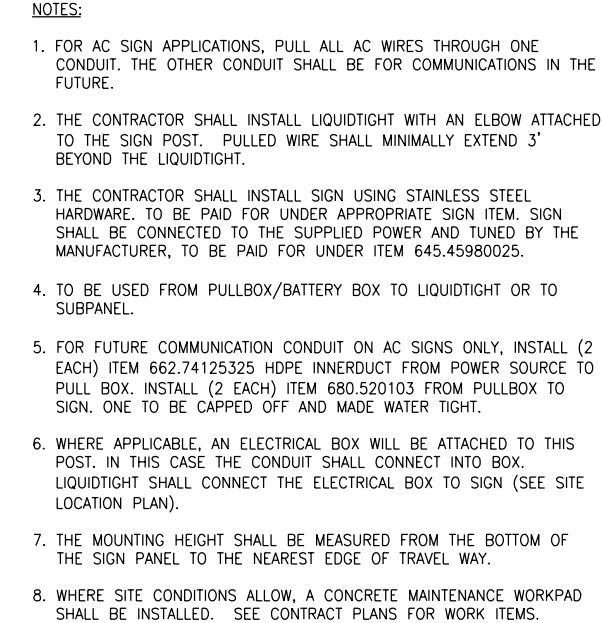 NOTES:
1. FOR AC SIGN APPLICATIONS, PULL ALL AC WIRES THROUGH ONE
CONDUIT. THE OTHER CONDUIT SHALL BE FOR COMMUNICATIONS IN THE
FUTURE.
2. THE CONTRACTOR SHALL INSTALL LIQUIDTIGHT WITH AN ELBOW ATTACHED
TO THE SIGN POST. PULLED WIRE SHALL MINIMALLY EXTEND 3'
BEYOND THE LIQUIDTIGHT.
3. THE CONTRACTOR SHALL INSTALL SIGN USING STAINLESS STEEL
HARDWARE. TO BE PAID FOR UNDER APPROPRIATE SIGN ITEM. SIGN
SHALL BE CONNECTED TO THE SUPPLIED POWER AND TUNED BY THE
MANUFACTURER, TO BE PAID FOR UNDER ITEM 645.45980025.
4. TO BE USED FROM PULLBOX/BATTERY BOX TO LIQUIDTIGHT OR TO
SUBPANEL.
5. FOR FUTURE COMMUNICATION CONDUIT ON AC SIGNS ONLY, INSTALL (2
EACH) ITEM 662.74125325 HDPE INNERDUCT FROM POWER SOURCE TO
PULL BOX. INSTALL (2 EACH) ITEM 680.520103 FROM PULLBOX TO
SIGN. ONE TO BE CAPPED OFF AND MADE WATER TIGHT.
6. WHERE APPLICABLE, AN ELECTRICAL BOX WILL BE ATTACHED TO THIS
POST. IN THIS CASE THE CONDUIT SHALL CONNECT INTO BOX.
LIQUIDTIGHT SHALL CONNECT THE ELECTRICAL BOX TO SIGN (SEE SITE
LOCATION PLAN).
7. THE MOUNTING HEIGHT SHALL BE MEASURED FROM THE BOTTOM OF
THE SIGN PANEL TO THE NEAREST EDGE OF TRAVEL WAY.
8. WHERE SITE CONDITIONS ALLOW, A CONCRETE MAINTENANCE WORKPAD
SHALL BE INSTALLED. SEE CONTRACT PLANS FOR WORK ITEMS.